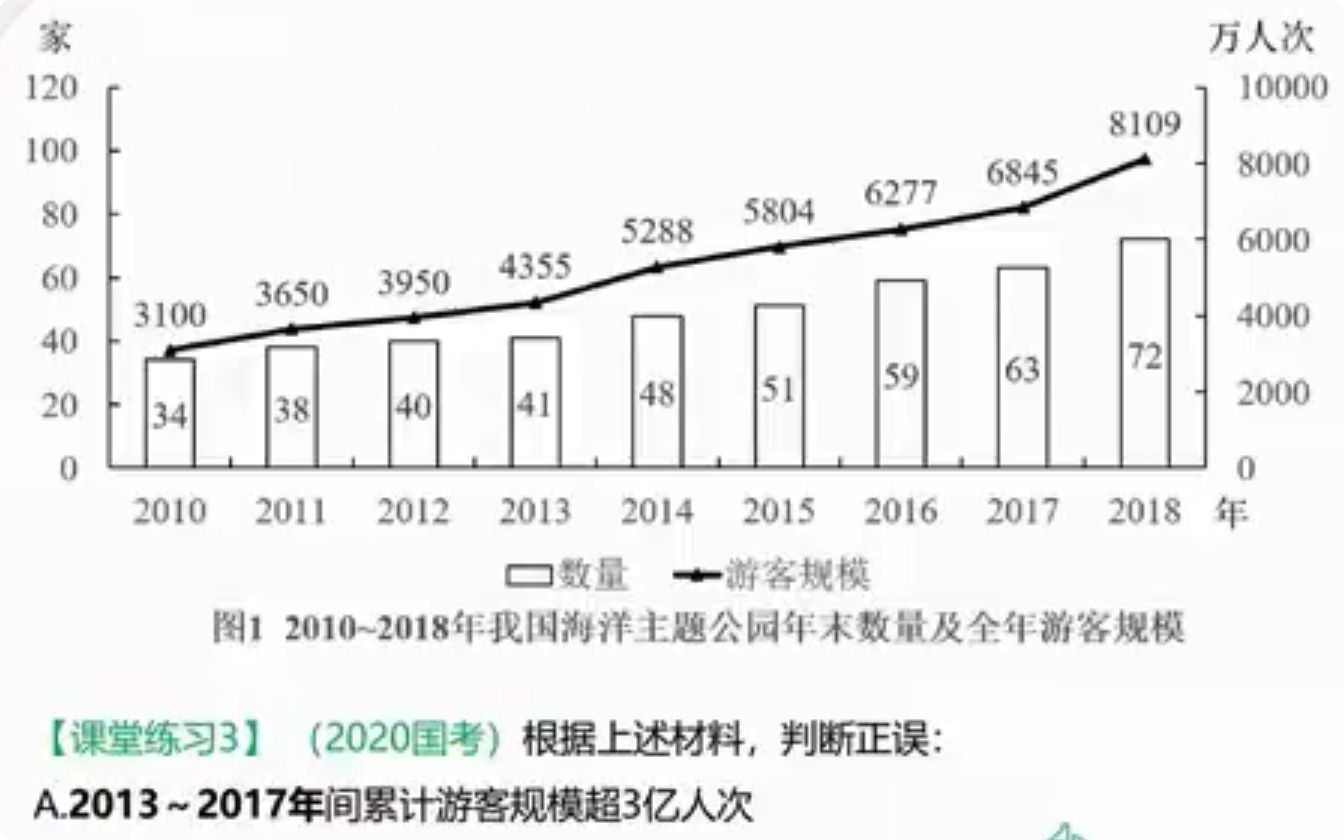 家 万人次
120 10000
100 8000
80 6000
60 4000
40 2000
20 0
0
8109
6845
6277
5804
5288
4355
3950
3650
3100
34 38 40 41 48 51 59 63 72
2010 2011 2012 2013 2014 2015 2016 2017 2018 年
数量 游客规模
图1 2010~2018年我国海洋主题公园年末数量及全年游客规模
【课堂练习3】（2020国考）根据上述材料，判断正误：
A.2013～2017年间累计游客规模超3亿人次